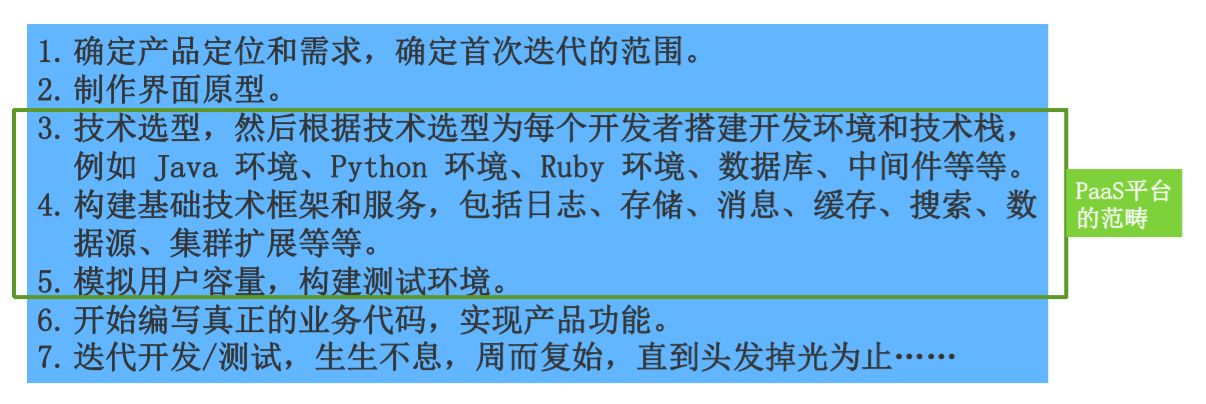 1. 确定产品定位和需求，确定首次迭代的范围。
2. 制作界面原型。
3. 技术选型，然后根据技术选型为每个开发者搭建开发环境和技术栈，
例如 Java 环境、Python 环境、Ruby 环境、数据库、中间件等等。
4. 构建基础技术框架和服务，包括日志、存储、消息、缓存、搜索、数
据源、集群扩展等等。
5. 模拟用户容量，构建测试环境。
6. 开始编写真正的业务代码，实现产品功能。
7. 迭代开发/测试，生生不息，周而复始，直到头发掉光为止……
PaaS平台
的范畴